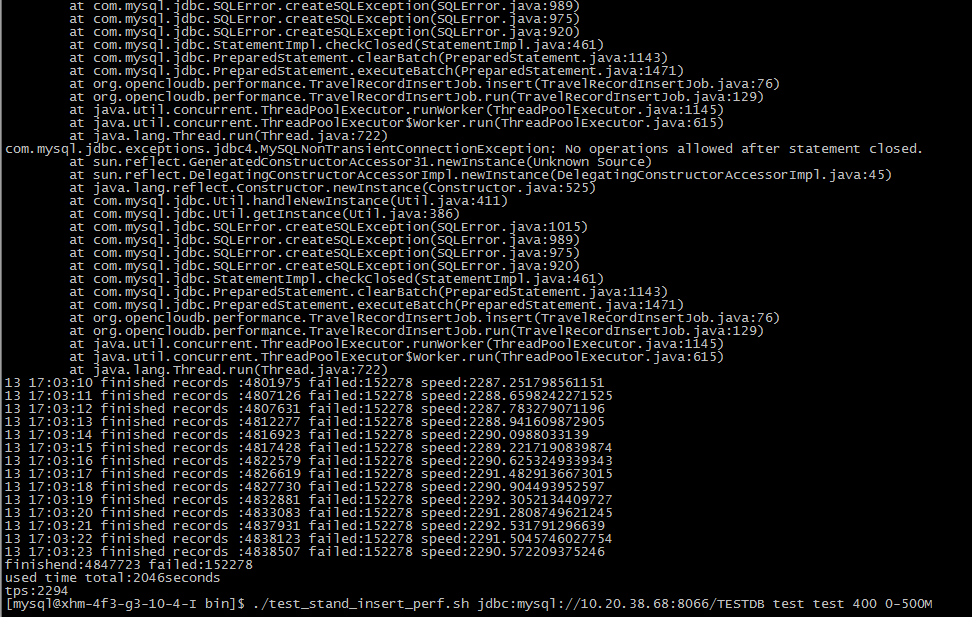 at com.mysql.jdbc.SQLError.createSQLException(SQLError.java:989)
at com.mysql.jdbc.SQLError.createSQLException(SQLError.java:975)
at com.mysql.jdbc.SQLError.createSQLException(SQLError.java:920)
at com.mysql.jdbc.StatementImpl.checkClosed(StatementImpl.java:461)
at com.mysql.jdbc.PreparedStatement.clearBatch(PreparedStatement.java:1143)
at com.mysql.jdbc.PreparedStatement.executeBatch(PreparedStatement.java:1471)
at org.opencloudb.performance.TravelRecordInsertJob.insert(TravelRecordInsertJob.java:76)
at org.opencloudb.performance.TravelRecordInsertJob.run(TravelRecordInsertJob.java:129)
at java.util.concurrent.ThreadPoolExecutor.runWorker(ThreadPoolExecutor.java:1145)
at java.util.concurrent.ThreadPoolExecutor$Worker.run(ThreadPoolExecutor.java:615)
at java.lang.Thread.run(Thread.java:722)
com.mysql.jdbc.exceptions.jdbc4.MySQLNonTransientConnectionException: No operations allowed after statement closed.
at sun.reflect.GeneratedConstructorAccessor31.newInstance(Unknown Source)
at sun.reflect.DelegatingConstructorAccessorImpl.newInstance(DelegatingConstructorAccessorImpl.java:45)
at java.lang.reflect.Constructor.newInstance(Constructor.java:525)
at com.mysql.jdbc.Util.handleNewInstance(Util.java:411)
at com.mysql.jdbc.Util.getInstance(Util.java:386)
at com.mysql.jdbc.SQLError.createSQLException(SQLError.java:1015)
at com.mysql.jdbc.SQLError.createSQLException(SQLError.java:989)
at com.mysql.jdbc.SQLError.createSQLException(SQLError.java:975)
at com.mysql.jdbc.SQLError.createSQLException(SQLError.java:920)
at com.mysql.jdbc.StatementImpl.checkClosed(StatementImpl.java:461)
at com.mysql.jdbc.PreparedStatement.clearBatch(PreparedStatement.java:1143)
at com.mysql.jdbc.PreparedStatement.executeBatch(PreparedStatement.java:1471)
at org.opencloudb.performance.TravelRecordInsertJob.insert(TravelRecordInsertJob.java:76)
at org.opencloudb.performance.TravelRecordInsertJob.run(TravelRecordInsertJob.java:129)
at java.util.concurrent.ThreadPoolExecutor.runWorker(ThreadPoolExecutor.java:1145)
at java.util.concurrent.ThreadPoolExecutor$Worker.run(ThreadPoolExecutor.java:615)
at java.lang.Thread.run(Thread.java:722)
13 17:03:10 finished records :4801975 failed:152278 speed:2287.251798561151
13 17:03:11 finished records :4807126 failed:152278 speed:2288.6598242271525
13 17:03:12 finished records :4807631 failed:152278 speed:2287.783279071196
13 17:03:13 finished records :4812277 failed:152278 speed:2288.941609872905
13 17:03:14 finished records :4816923 failed:152278 speed:2290.0988033139
13 17:03:15 finished records :4817428 failed:152278 speed:2289.2217190839874
13 17:03:16 finished records :4822579 failed:152278 speed:2290.6253249339343
13 17:03:17 finished records :4826619 failed:152278 speed:2291.4829136673015
13 17:03:18 finished records :4827730 failed:152278 speed:2290.904493952597
13 17:03:19 finished records :4832881 failed:152278 speed:2292.3052134409727
13 17:03:20 finished records :4833083 failed:152278 speed:2291.2808749621245
13 17:03:21 finished records :4837931 failed:152278 speed:2292.531791296639
13 17:03:22 finished records :4838123 failed:152278 speed:2291.5045746027754
13 17:03:23 finished records :4838507 failed:152278 speed:2290.572209375246
finishend:4847723 failed:152278
used time total:2046seconds
tps:2294
[mysql@xhm-4f3-g3-10-4-I bin]$ ./test_stand_insert_perf.sh jdbc:mysql://10.20.38.68:8066/TESTDB test test 400 0-500M